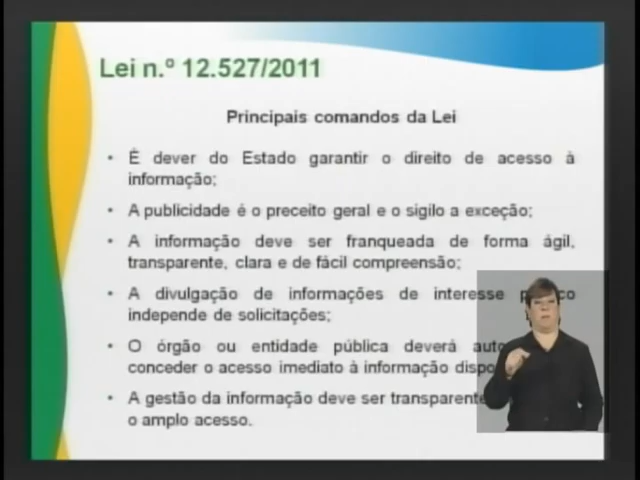 Lei n.º 12.527/2011
Principais comandos da Lei
• É dever do Estado garantir o direito de acesso à
informação;
• A publicidade é o preceito geral e o sigilo a exceção;
• A informação deve ser franqueada de forma ágil,
transparente, clara e de fácil compreensão;
• A divulgação de informações de interesse
independe de solicitações;
• O órgão ou entidade pública deverá
conceder o acesso imediato à informação
• A gestão da informação deve ser transparente
o amplo acesso.